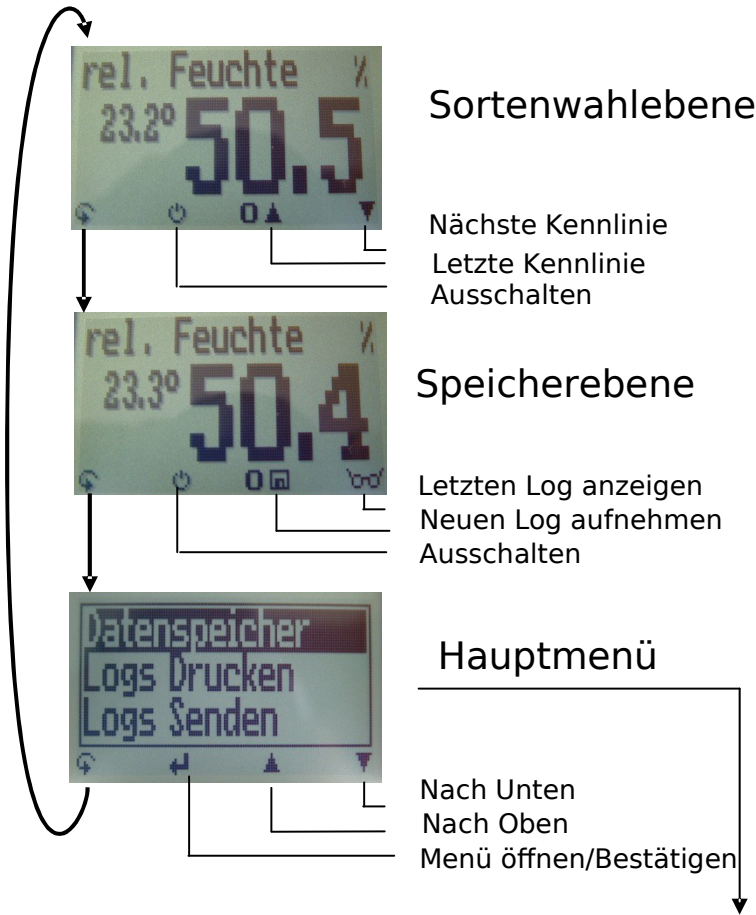 rel. Feuchte %
23.2° 50.5
0
Sortenwahlebene
Nächste Kennlinie
Letzte Kennlinie
Ausschalten
rel. Feuchte %
23.3° 50.4
0
Speicherebene
Letzten Log anzeigen
Neuen Log aufnehmen
Ausschalten
Datenspeicher
Logs Drucken
Logs Senden
Hauptmenü
Nach Unten
Nach Oben
Menü öffnen/Bestätigen